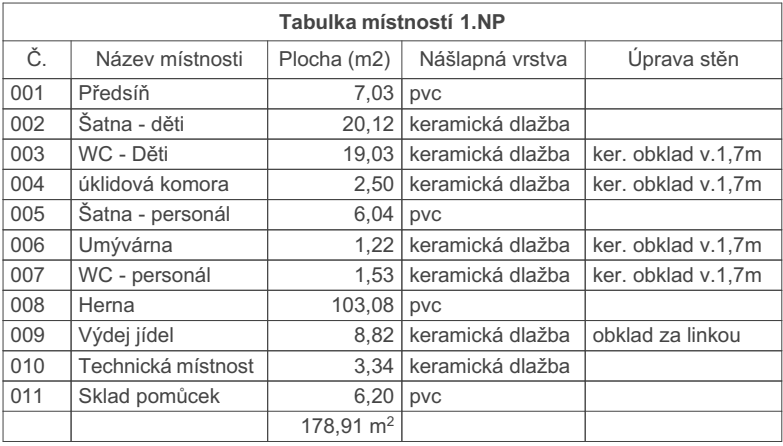 Tabulka místností 1.NP
Č. Název místnosti Plocha (m2) Nášlapná vrstva Úprava stěn
001 Předsíň 7,03 pvc
002 Šatna - děti 20,12 keramická dlažba
003 WC - Děti 19,03 keramická dlažba ker. obklad v.1,7m
004 úklidová komora 2,50 keramická dlažba ker. obklad v.1,7m
005 Šatna - personál 6,04 pvc
006 Umývárna 1,22 keramická dlažba ker. obklad v.1,7m
007 WC - personál 1,53 keramická dlažba ker. obklad v.1,7m
008 Herna 103,08 pvc
009 Výdej jídel 8,82 keramická dlažba obklad za linkou
010 Technická místnost 3,34 keramická dlažba
011 Sklad pomůcek 6,20 pvc
178,91 m²